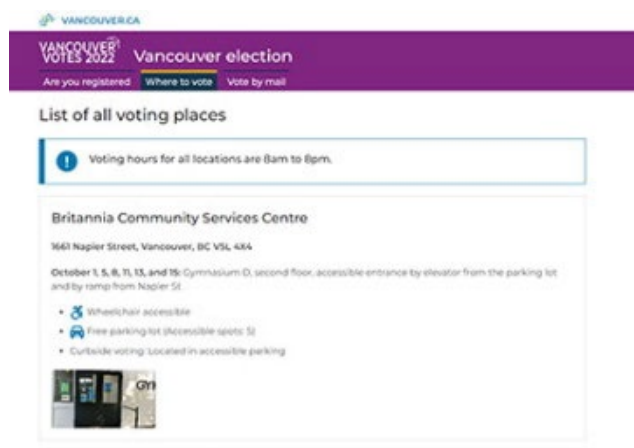 VANCOUVER.CA
VANCOUVER
VOTES 2022
Vancouver election
Are you registered Where to vote Vote by mail
List of all voting places
Voting hours for all locations are 8am to 8pm.
Britannia Community Services Centre
1661 Napier Street, Vancouver, BC V5L 4X4
October 1, 5, 8, 11, 13, and 15: Gymnasium D, second floor, accessible entrance by elevator from the parking lot
and by ramp from Napier St
Wheelchair accessible
Free parking lot (Accessible spots: 5)
Curbside voting: Located in accessible parking
GYM